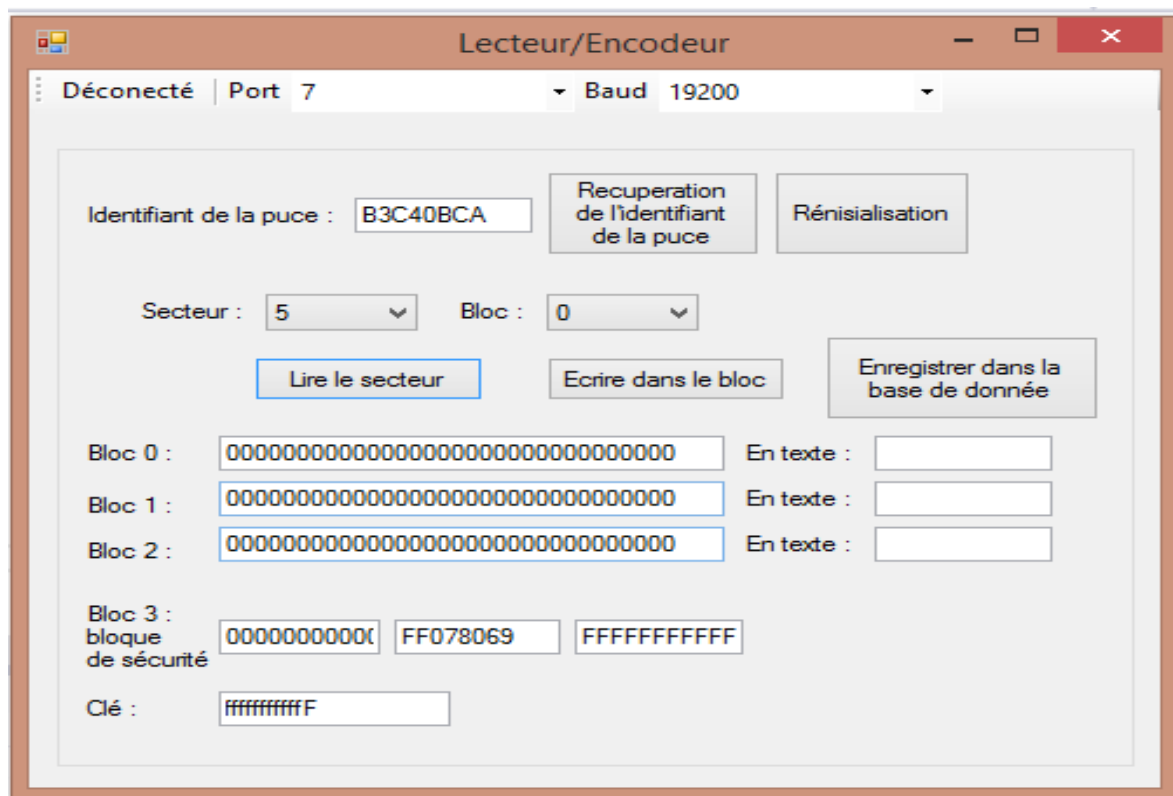 Lecteur/Encodeur
Déconecté Port 7 Baud 19200
Identifiant de la puce : B3C40BCA
Recuperation
de l'identifiant
de la puce
Rénisialisation
Secteur : 5 Bloc : 0
Lire le secteur Ecrire dans le bloc
Enregistrer dans la
base de donnée
Bloc 0 : 00000000000000000000000000000000 En texte :
Bloc 1 : 00000000000000000000000000000000 En texte :
Bloc 2 : 00000000000000000000000000000000 En texte :
Bloc 3 :
bloque
de sécurité
00000000000 FF078069 FFFFFFFFFFF
Clé : fffffffffffF